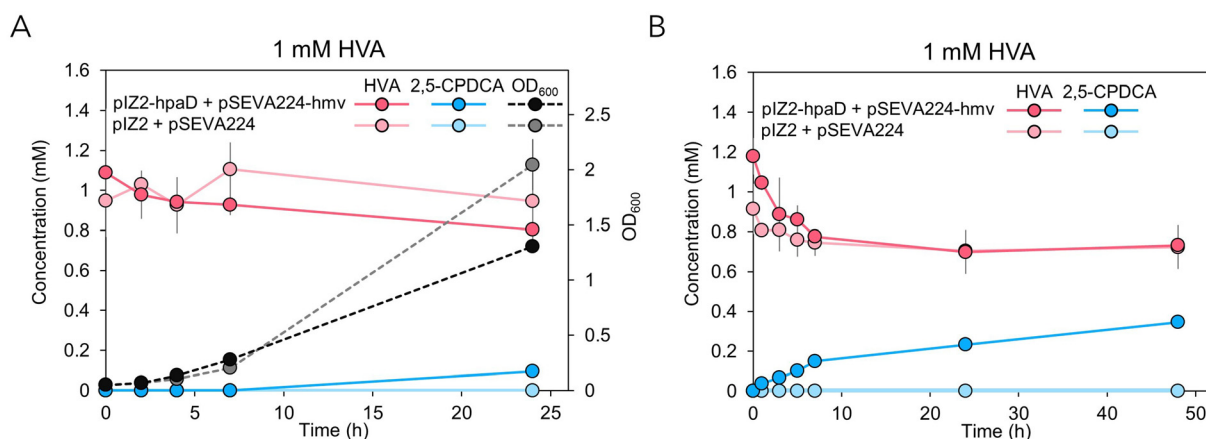 A
1 mM HVA
HVA 2,5-CPDCA OD600
pIZ2-hpaD + pSEVA224-hmv
pIZ2 + pSEVA224
Concentration (mM)
1.6
1.4
1.2
1
0.8
0.6
0.4
0.2
0
2.5
2
1.5
1
0.5
0
OD600
0 5 10 15 20 25
Time (h)
B
1 mM HVA
HVA 2,5-CPDCA
pIZ2-hpaD + pSEVA224-hmv
pIZ2 + pSEVA224
Concentration (mM)
1.6
1.4
1.2
1
0.8
0.6
0.4
0.2
0
0 10 20 30 40 50
Time (h)